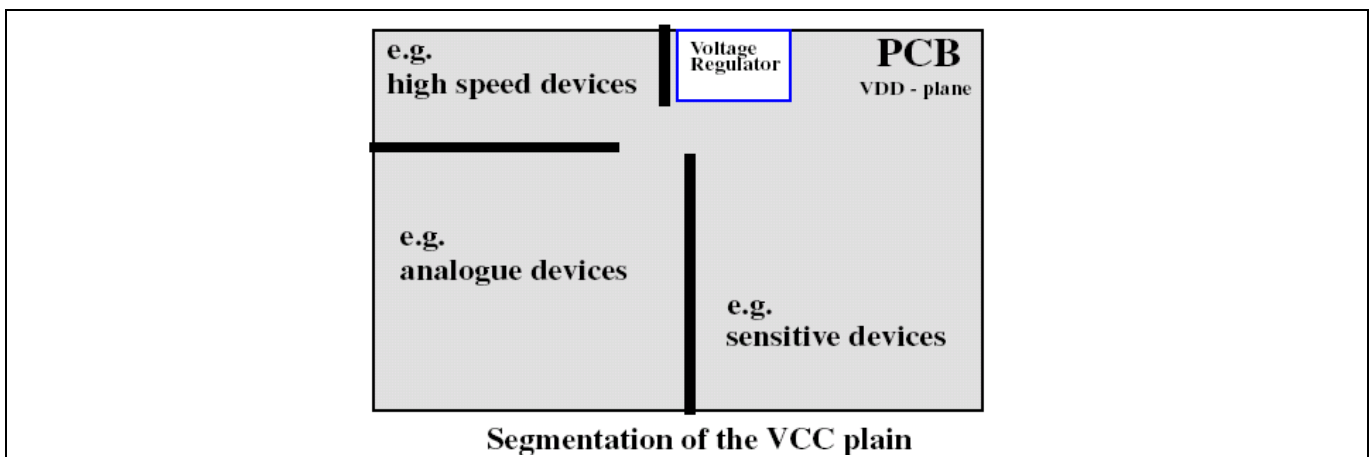 e.g.
high speed devices
Voltage
Regulator
PCB
VDD - plane
e.g.
analogue devices
e.g.
sensitive devices
Segmentation of the VCC plain